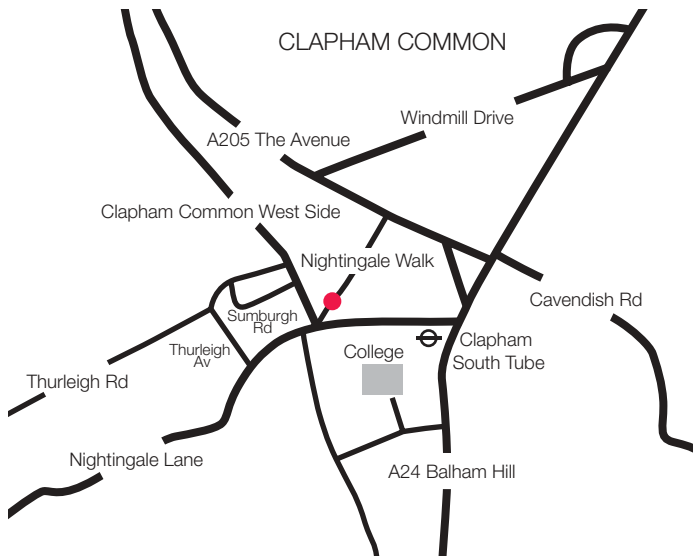 CLAPHAM COMMON
Windmill Drive
A205 The Avenue
Clapham Common West Side
Nightingale Walk
Cavendish Rd
Sumburgh
Rd
Thurleigh
Av
College
Clapham
South Tube
Thurleigh Rd
Nightingale Lane
A24 Balham Hill